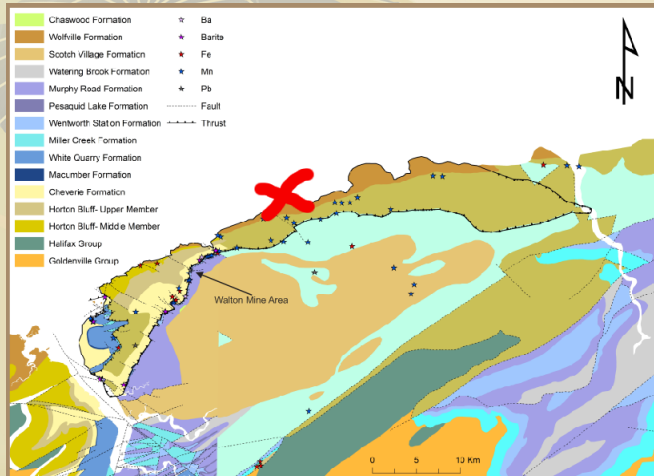 Chaswood Formation
Wolfville Formation
Scotch Village Formation
Watering Brook Formation
Murphy Road Formation
Pesaquid Lake Formation
Wentworth Station Formation
Miller Creek Formation
White Quarry Formation
Macumber Formation
Cheverie Formation
Horton Bluff- Upper Member
Horton Bluff- Middle Member
Halifax Group
Goldenville Group
Ba
Barite
Fe
Mn
Pb
Fault
Thrust
N
Walton Mine Area
0 5 10 Km